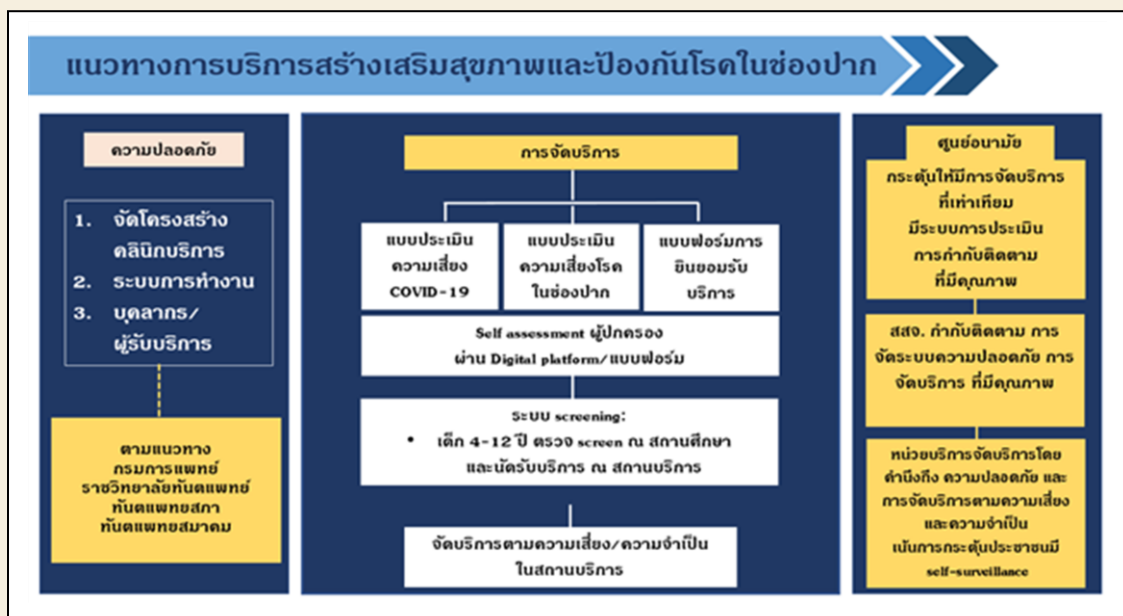 แนวทางการบริการสร้างเสริมสุขภาพและป้องกันโรคในช่องปาก
ความปลอดภัย
1. จัดโครงสร้าง
คลินิกบริการ
2. ระบบการทำงาน
3. บุคลากร/
ผู้รับบริการ
ตามแนวทาง
กรมการแพทย์
ราชวิทยาลัยทันตแพทย์
ทันตแพทยสภา
ทันตแพทยสมาคม
การจัดบริการ
แบบประเมิน
ความเสี่ยง
COVID-19
แบบประเมิน
ความเสี่ยงโรค
ในช่องปาก
แบบฟอร์มการ
ยินยอมรับ
บริการ
Self assessment ผู้ปกครอง
ผ่าน Digital platform/แบบฟอร์ม
ระบบ screening:
• เด็ก 4-12 ปี ตรวจ screen ณ สถานศึกษา
และนัดรับบริการ ณ สถานบริการ
จัดบริการตามความเสี่ยง/ความจำเป็น
ในสถานบริการ
ศูนย์อนามัย
กระตุ้นให้มีการจัดบริการ
ที่เท่าเทียม
มีระบบการประเมิน
การกำกับติดตาม
ที่มีคุณภาพ
สสจ. กำกับติดตาม การ
จัดระบบความปลอดภัย การ
จัดบริการ ที่มีคุณภาพ
หน่วยบริการจัดบริการโดย
คำนึงถึง ความปลอดภัย และ
การจัดบริการตามความเสี่ยง
และความจำเป็น
เน้นการกระตุ้นประชาชนมี
self-surveillance